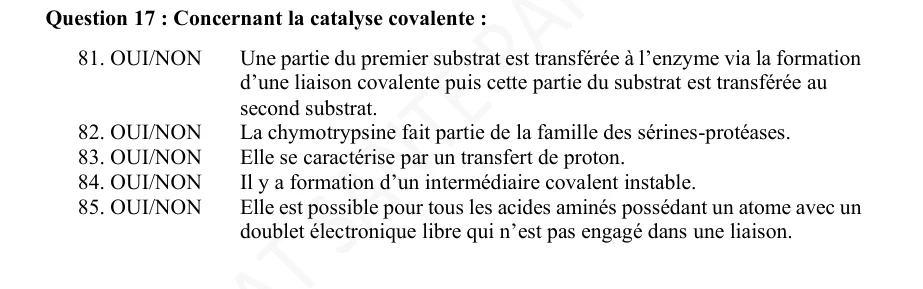 Question 17 : Concernant la catalyse covalente :
81. OUI/NON Une partie du premier substrat est transférée à l’enzyme via la formation
d’une liaison covalente puis cette partie du substrat est transférée au
second substrat.
82. OUI/NON La chymotrypsine fait partie de la famille des sérines-protéases.
83. OUI/NON Elle se caractérise par un transfert de proton.
84. OUI/NON Il y a formation d’un intermédiaire covalent instable.
85. OUI/NON Elle est possible pour tous les acides aminés possédant un atome avec un
doublet électronique libre qui n’est pas engagé dans une liaison.